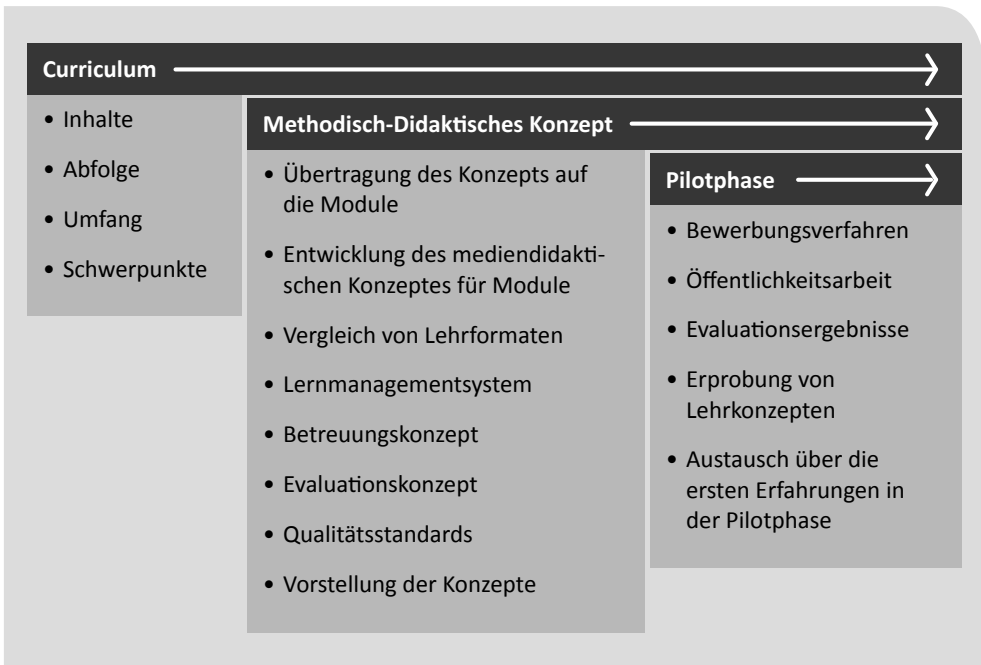 Curriculum
• Inhalte
• Abfolge
• Umfang
• Schwerpunkte
Methodisch-Didaktisches Konzept
• Übertragung des Konzepts auf
die Module
• Entwicklung des mediendidakti-
schen Konzeptes für Module
• Vergleich von Lehrformaten
• Lernmanagementsystem
• Betreuungskonzept
• Evaluationskonzept
• Qualitätsstandards
• Vorstellung der Konzepte
Pilotphase
• Bewerbungsverfahren
• Öffentlichkeitsarbeit
• Evaluationsergebnisse
• Erprobung von
Lehrkonzepten
• Austausch über die
ersten Erfahrungen in
der Pilotphase